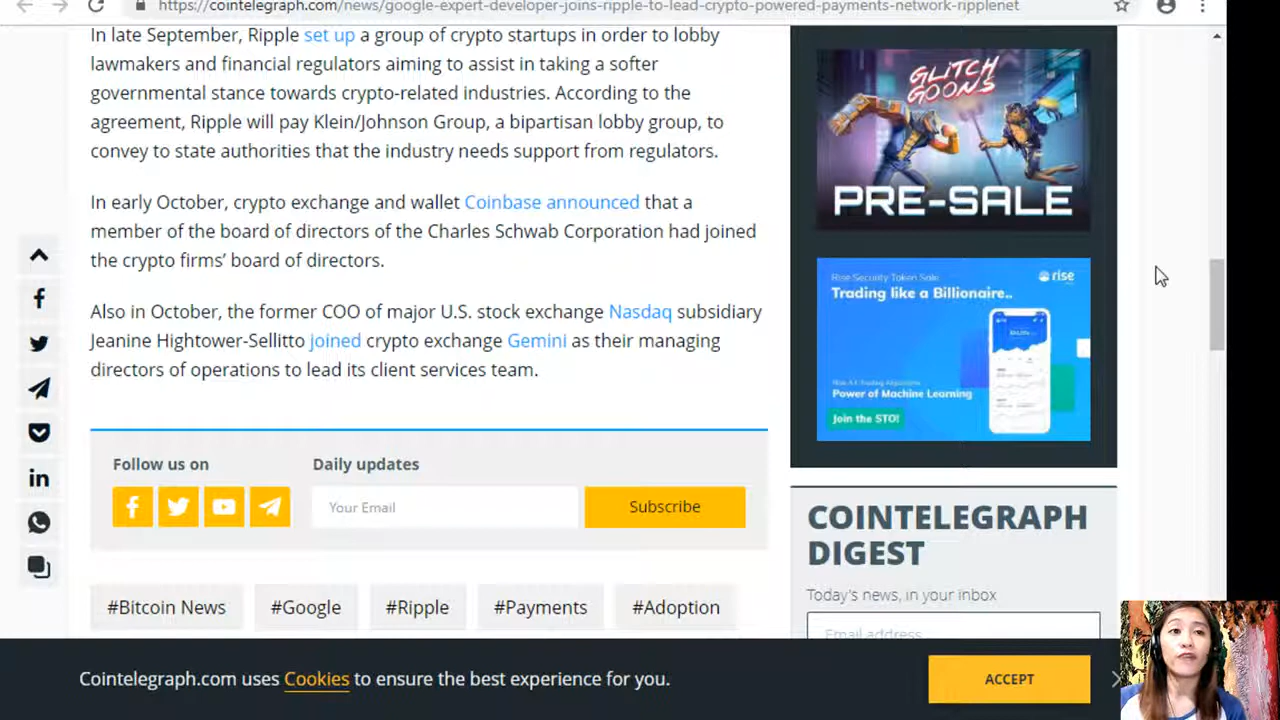 https://cointelegraph.com/news/google-expert-developer-joins-ripple-to-lead-crypto-powered-payments-network-ripplenet
In late September, Ripple set up a group of crypto startups in order to lobby
lawmakers and financial regulators aiming to assist in taking a softer
governmental stance towards crypto-related industries. According to the
agreement, Ripple will pay Klein/Johnson Group, a bipartisan lobby group, to
convey to state authorities that the industry needs support from regulators.
In early October, crypto exchange and wallet Coinbase announced that a
member of the board of directors of the Charles Schwab Corporation had joined
the crypto firms’ board of directors.
Also in October, the former COO of major U.S. stock exchange Nasdaq subsidiary
Jeanine Hightower-Sellitto joined crypto exchange Gemini as their managing
directors of operations to lead its client services team.
Follow us on
Daily updates
Your Email
Subscribe
#Bitcoin News
#Google
#Ripple
#Payments
#Adoption
GLITCH
GOONS
PRE-SALE
Rise Security Token Sale
rise
Trading like a Billionaire..
Power of Machine Learning
Join the STO!
COINTELEGRAPH
DIGEST
Today's news, in your inbox
Email address
Cointelegraph.com uses Cookies to ensure the best experience for you.
ACCEPT